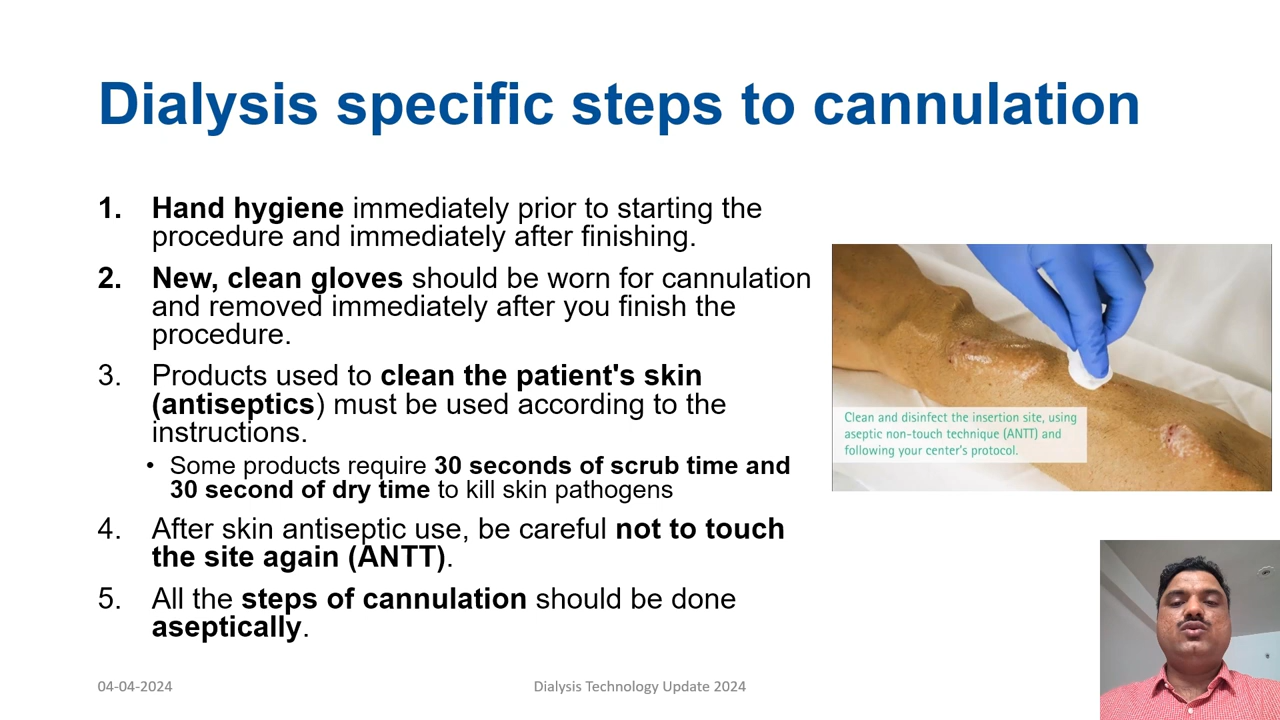 Dialysis specific steps to cannulation
1. Hand hygiene immediately prior to starting the
procedure and immediately after finishing.
2. New, clean gloves should be worn for cannulation
and removed immediately after you finish the
procedure.
3. Products used to clean the patient's skin
(antiseptics) must be used according to the
instructions.
• Some products require 30 seconds of scrub time and
30 second of dry time to kill skin pathogens
4. After skin antiseptic use, be careful not to touch
the site again (ANTT).
5. All the steps of cannulation should be done
aseptically.
Clean and disinfect the insertion site, using
aseptic non-touch technique (ANTT) and
following your center's protocol.
04-04-2024
Dialysis Technology Update 2024